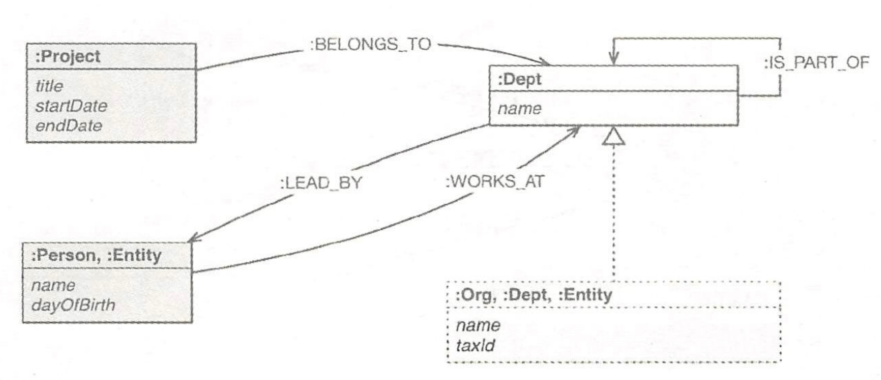 :BELONGS_TO
:Project
:IS_PART_OF
title
startDate
endDate
:Dept
name
:LEAD_BY
:WORKS_AT
:Person, :Entity
name
dayOfBirth
:Org, :Dept, :Entity
name
taxId